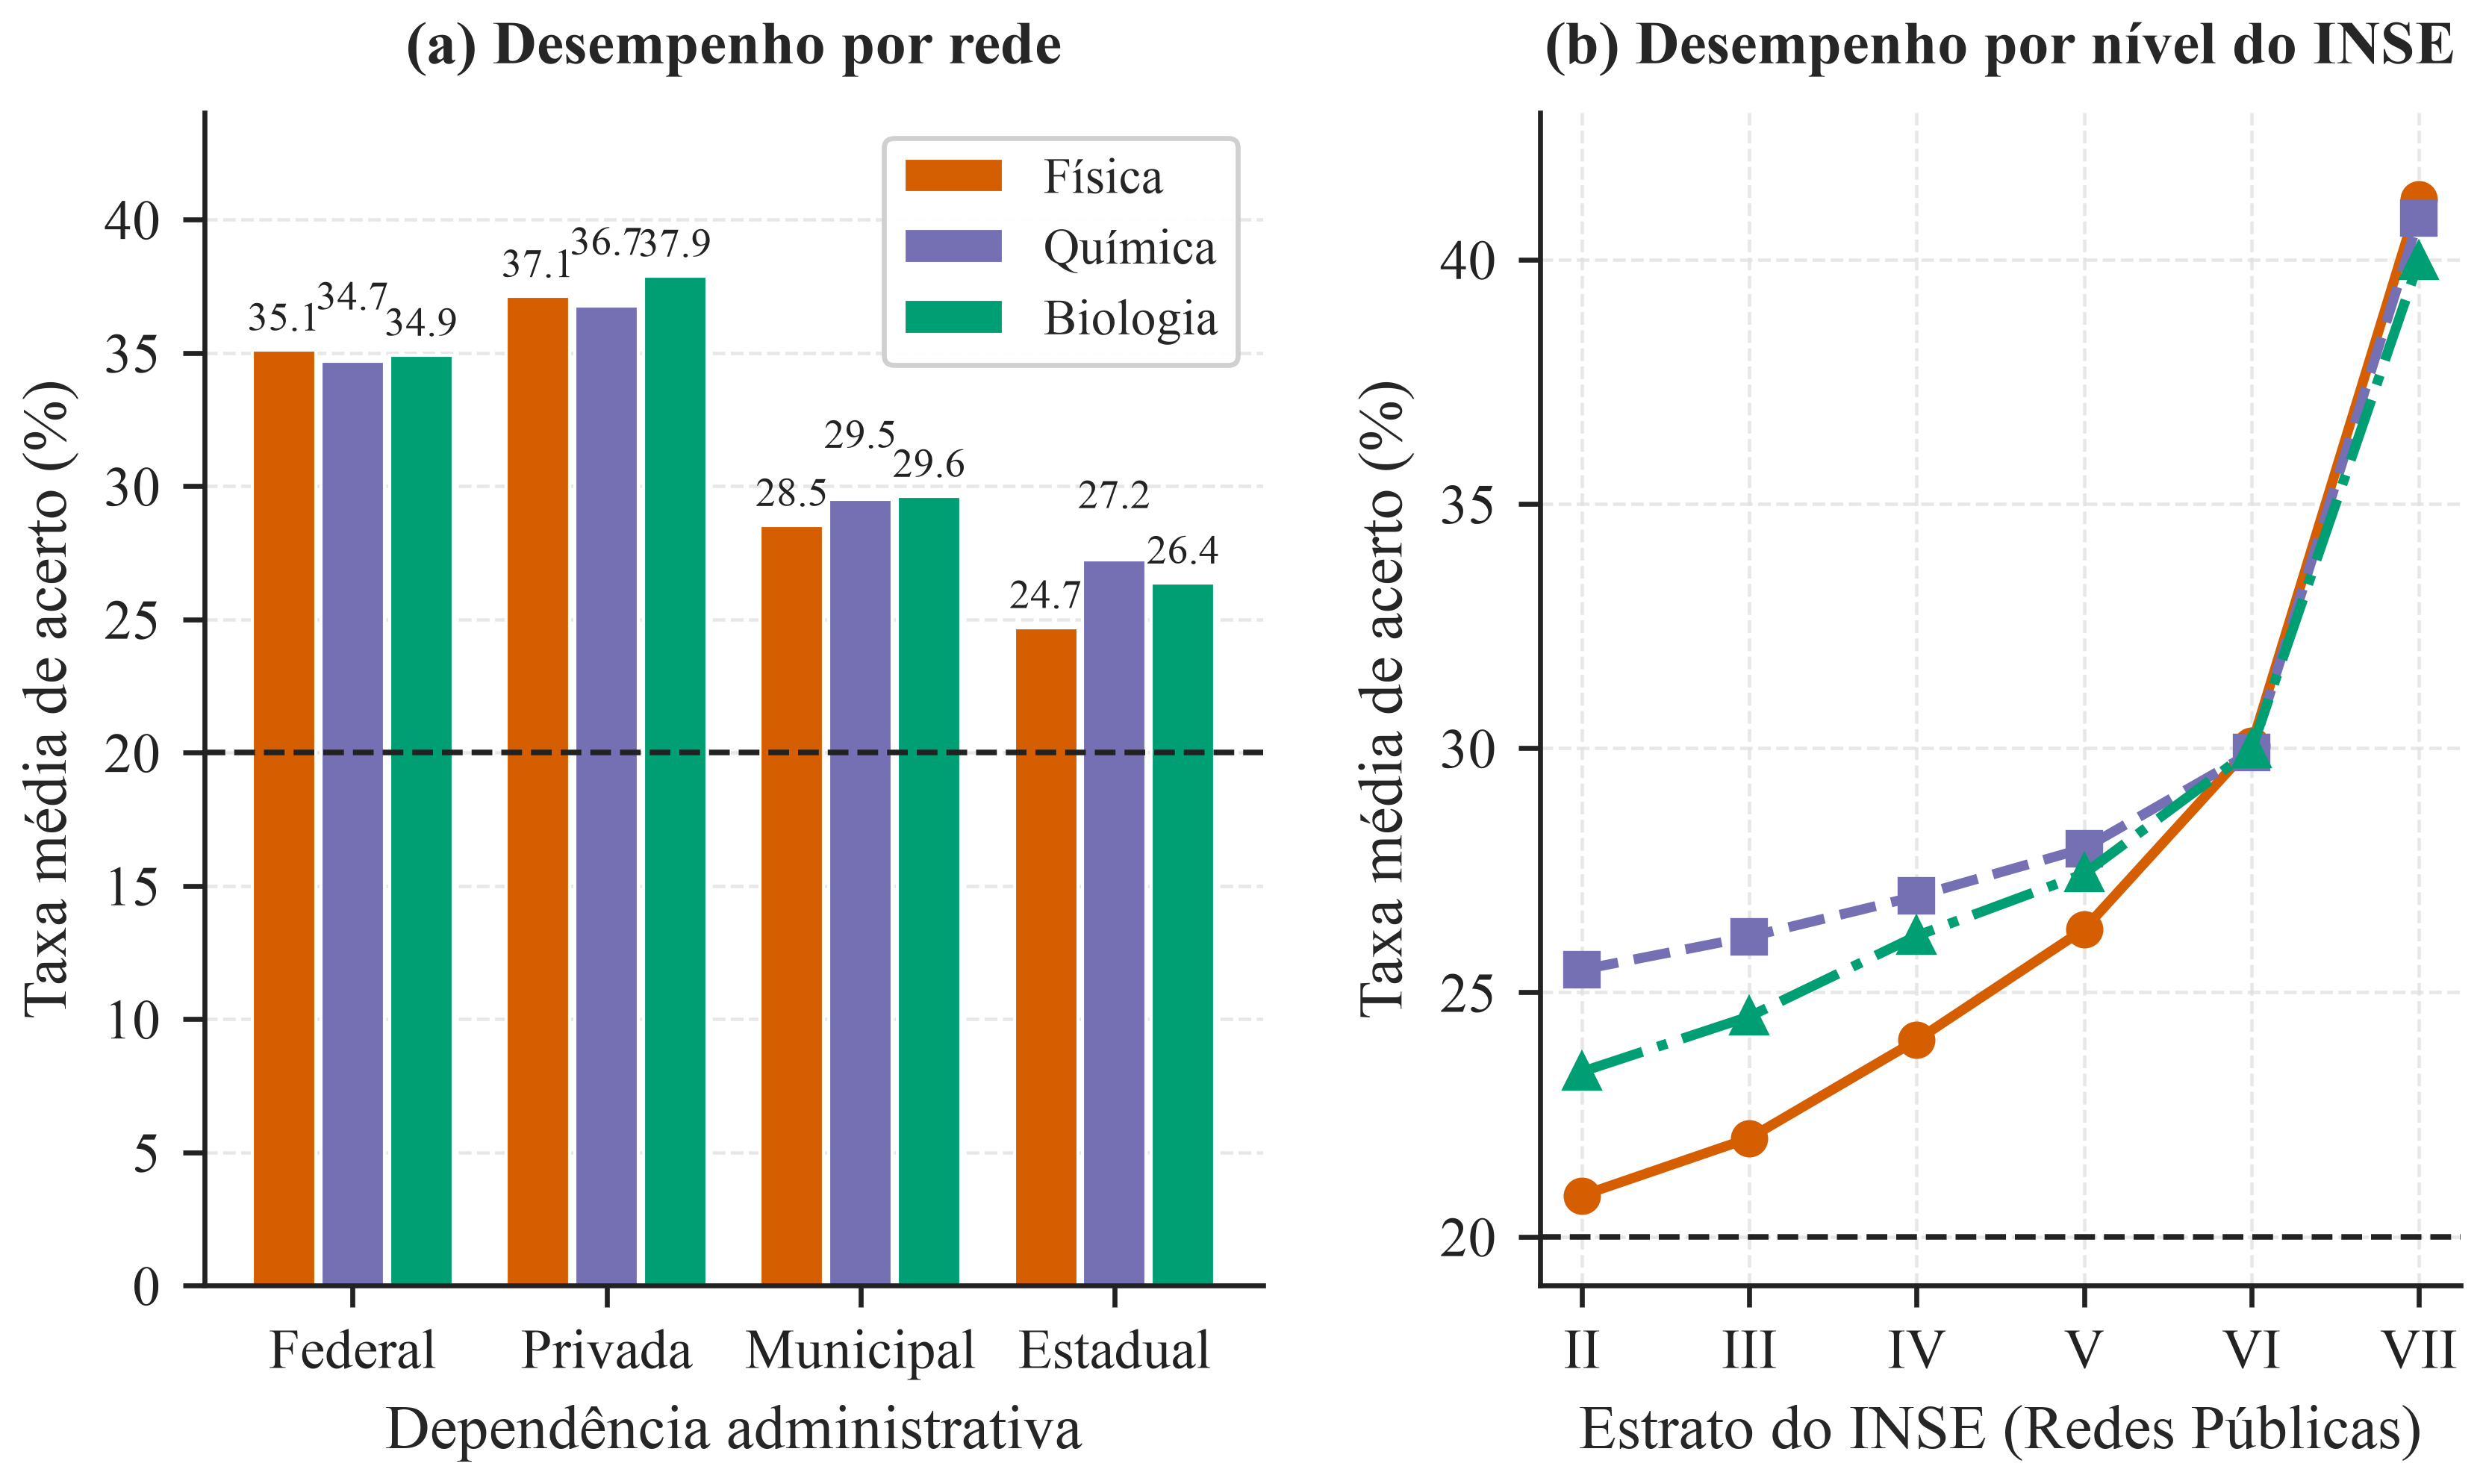 (a) Desempenho por rede
Taxa média de acerto (%)
40
35
30
25
20
15
10
5
0
35.1
34.7
34.9
37.1
36.7
37.9
28.5
29.5
29.6
24.7
27.2
26.4
Física
Química
Biologia
Federal
Privada
Municipal
Estadual
Dependência administrativa
(b) Desempenho por nível do INSE
Taxa média de acerto (%)
40
35
30
25
20
II
III
IV
V
VI
VII
Estrato do INSE (Redes Públicas)